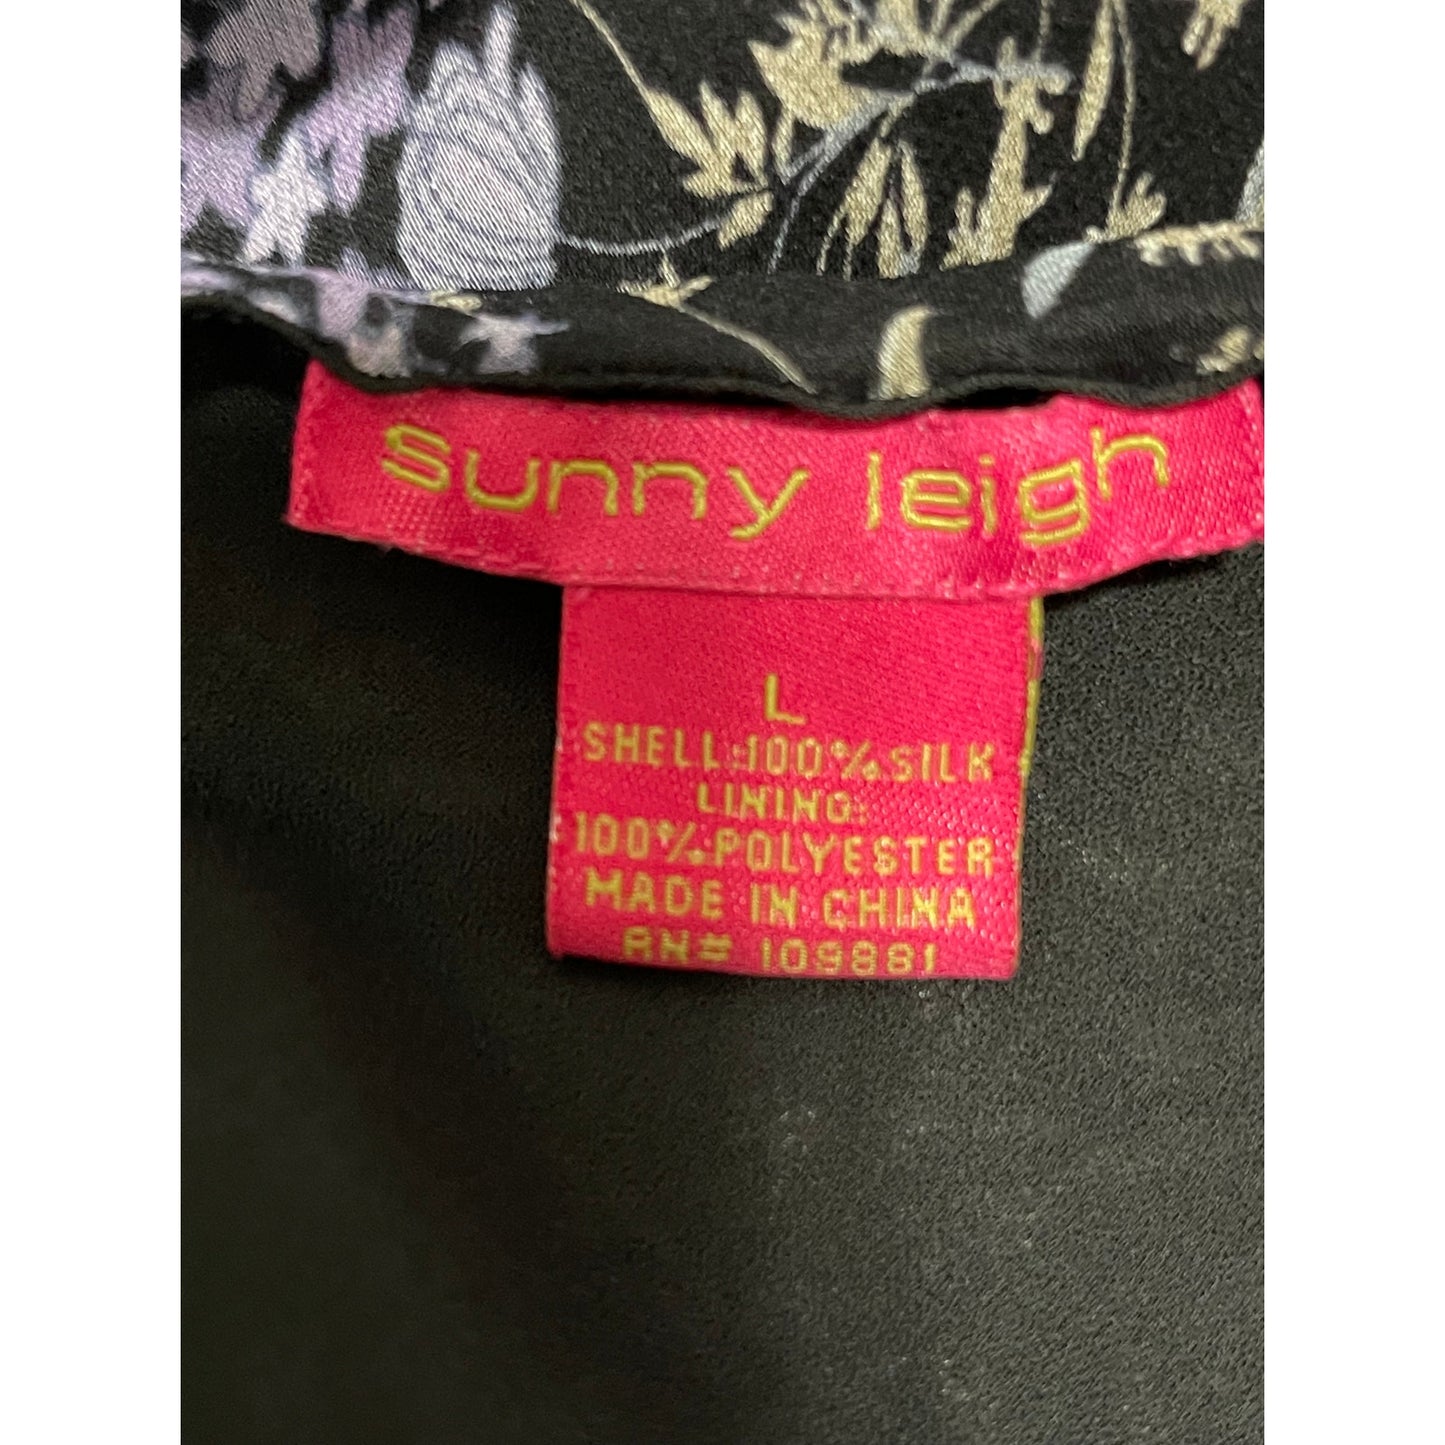 sunny leigh
L
SHELL:100%SILK
LINING:
100%POLYESTER
MADE IN CHINA
RN# 109881